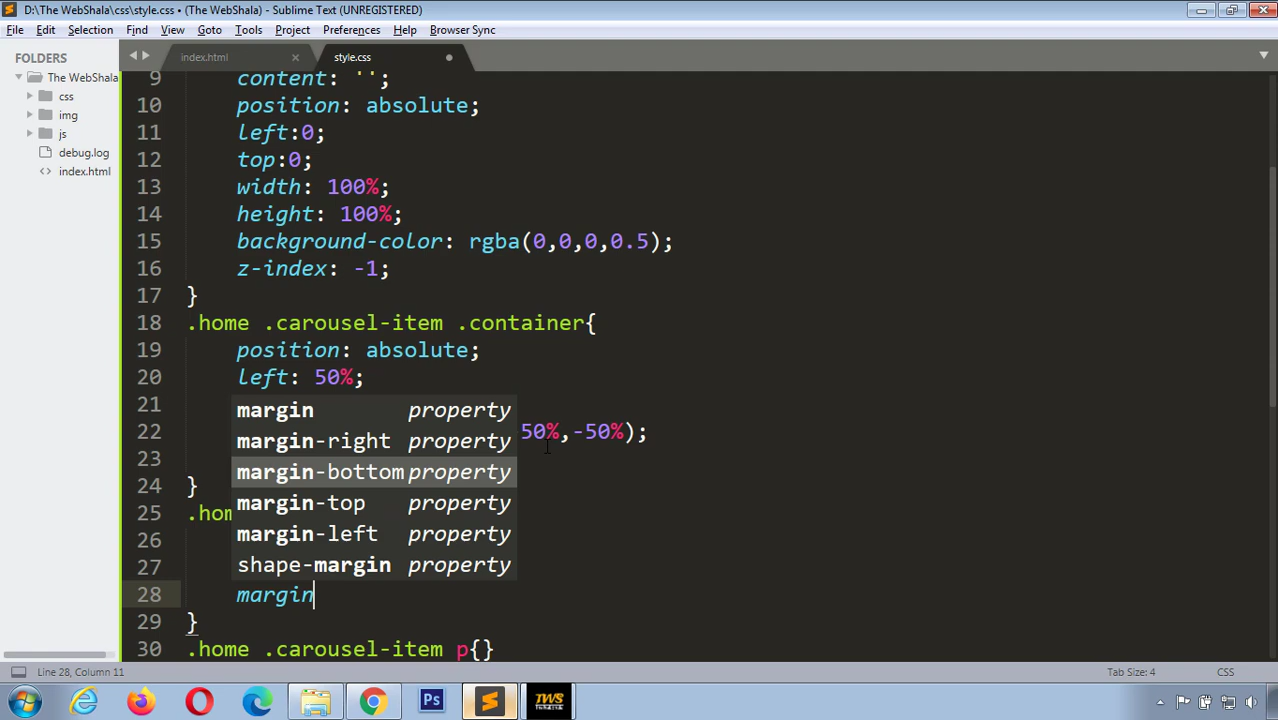 D:\The WebShala\css\style.css • (The WebShala) - Sublime Text (UNREGISTERED)
File Edit Selection Find View Goto Tools Project Preferences Help Browser Sync
FOLDERS
The WebShala
css
img
js
debug.log
index.html
index.html
style.css
9 content: '';
10 position: absolute;
11 left:0;
12 top:0;
13 width: 100%;
14 height: 100%;
15 background-color: rgba(0,0,0,0.5);
16 z-index: -1;
17 }
18 .home .carousel-item .container{
19 position: absolute;
20 left: 50%;
21
22 50%,-50%);
23
24 }
25 .hom
26
27
28 margin
29 }
30 .home .carousel-item p{}
margin property
margin-right property
margin-bottom property
margin-top property
margin-left property
shape-margin property
Line 28, Column 11
Tab Size: 4
CSS
Ps
TWS